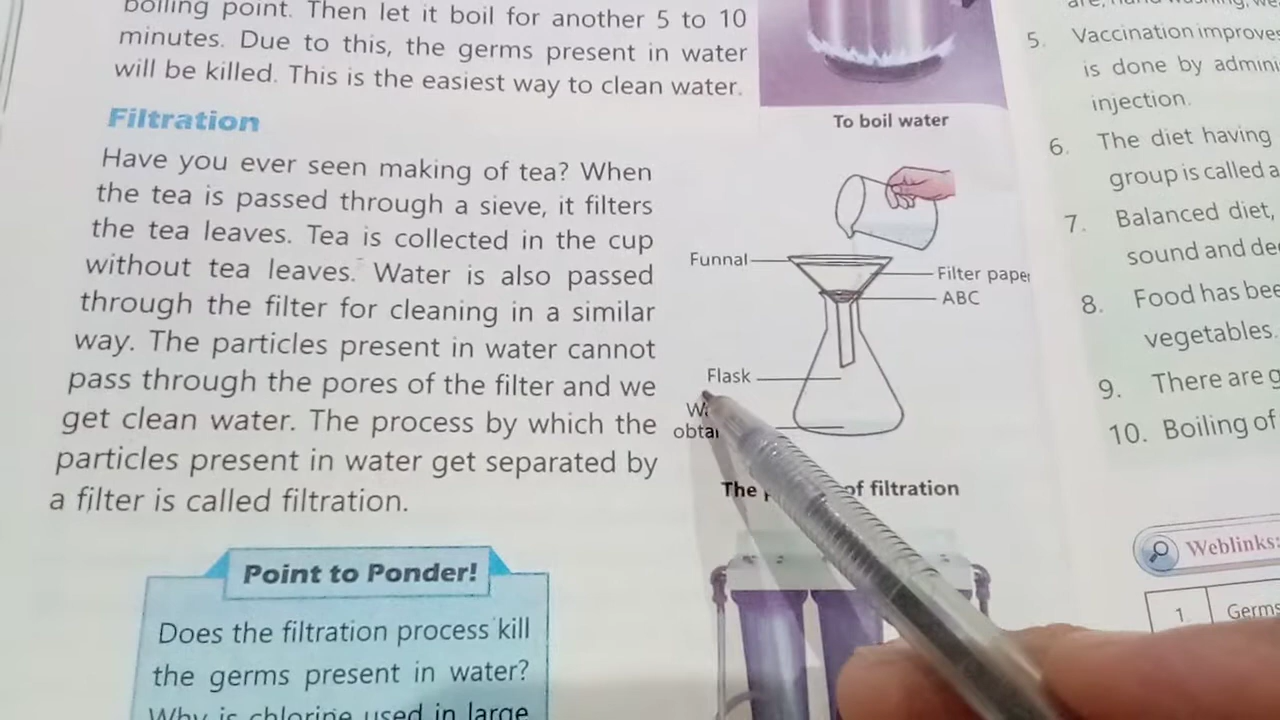 boiling point. Then let it boil for another 5 to 10
minutes. Due to this, the germs present in water
will be killed. This is the easiest way to clean water.
To boil water
Filtration
Have you ever seen making of tea? When
the tea is passed through a sieve, it filters
the tea leaves. Tea is collected in the cup
without tea leaves. Water is also passed
through the filter for cleaning in a similar
way. The particles present in water cannot
pass through the pores of the filter and we
get clean water. The process by which the
particles present in water get separated by
a filter is called filtration.
Funnal
Filter paper
ABC
Flask
The of filtration
Point to Ponder!
Does the filtration process kill
the germs present in water?
Why is chlorine used in large
5. Vaccination improves
is done by
injection.
6. The diet having
group is called a
7. Balanced diet,
sound and
8. Food has
vegetables.
9. There are
10. Boiling of
Weblinks:
1. Germs